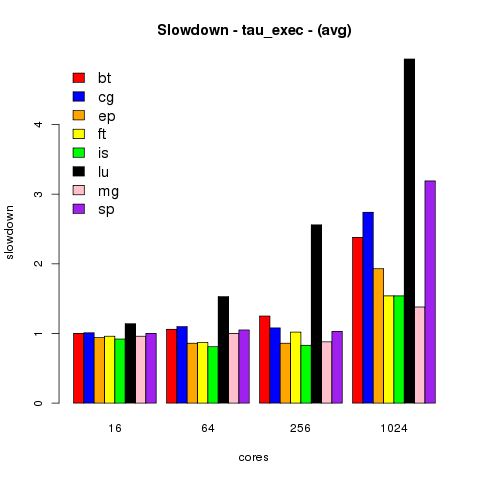 Slowdown - tau_exec - (avg)
bt
cg
ep
ft
is
lu
mg
sp
slowdown
4
3
2
1
0
16 64 256 1024
cores